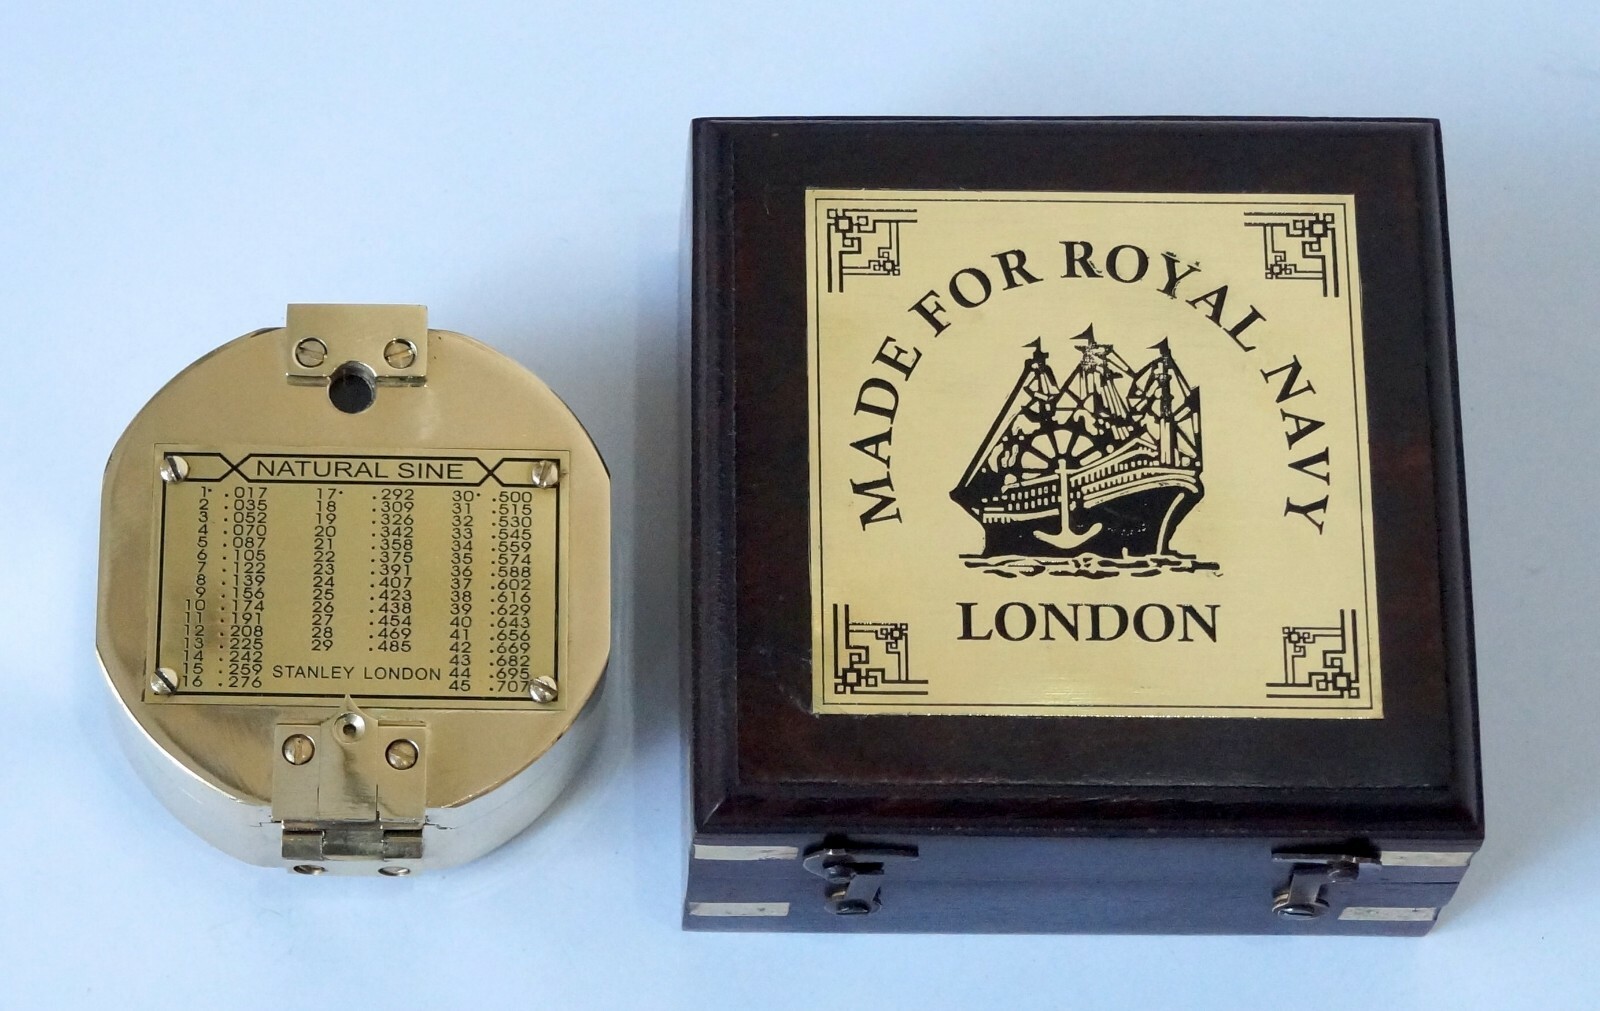 NATURAL SINE
1° .017 17° .292 30° .500
2 .035 18 .309 31 .515
3 .052 19 .326 32 .530
4 .070 20 .342 33 .545
5 .087 21 .358 34 .559
6 .105 22 .375 35 .574
7 .122 23 .391 36 .588
8 .139 24 .407 37 .602
9 .156 25 .423 38 .616
10 .174 26 .438 39 .629
11 .191 27 .454 40 .643
12 .208 28 .469 41 .656
13 .225 29 .485 42 .669
14 .242 43 .682
15 .259 STANLEY LONDON 44 .695
16 .276 45 .707
MADE FOR ROYAL NAVY
LONDON